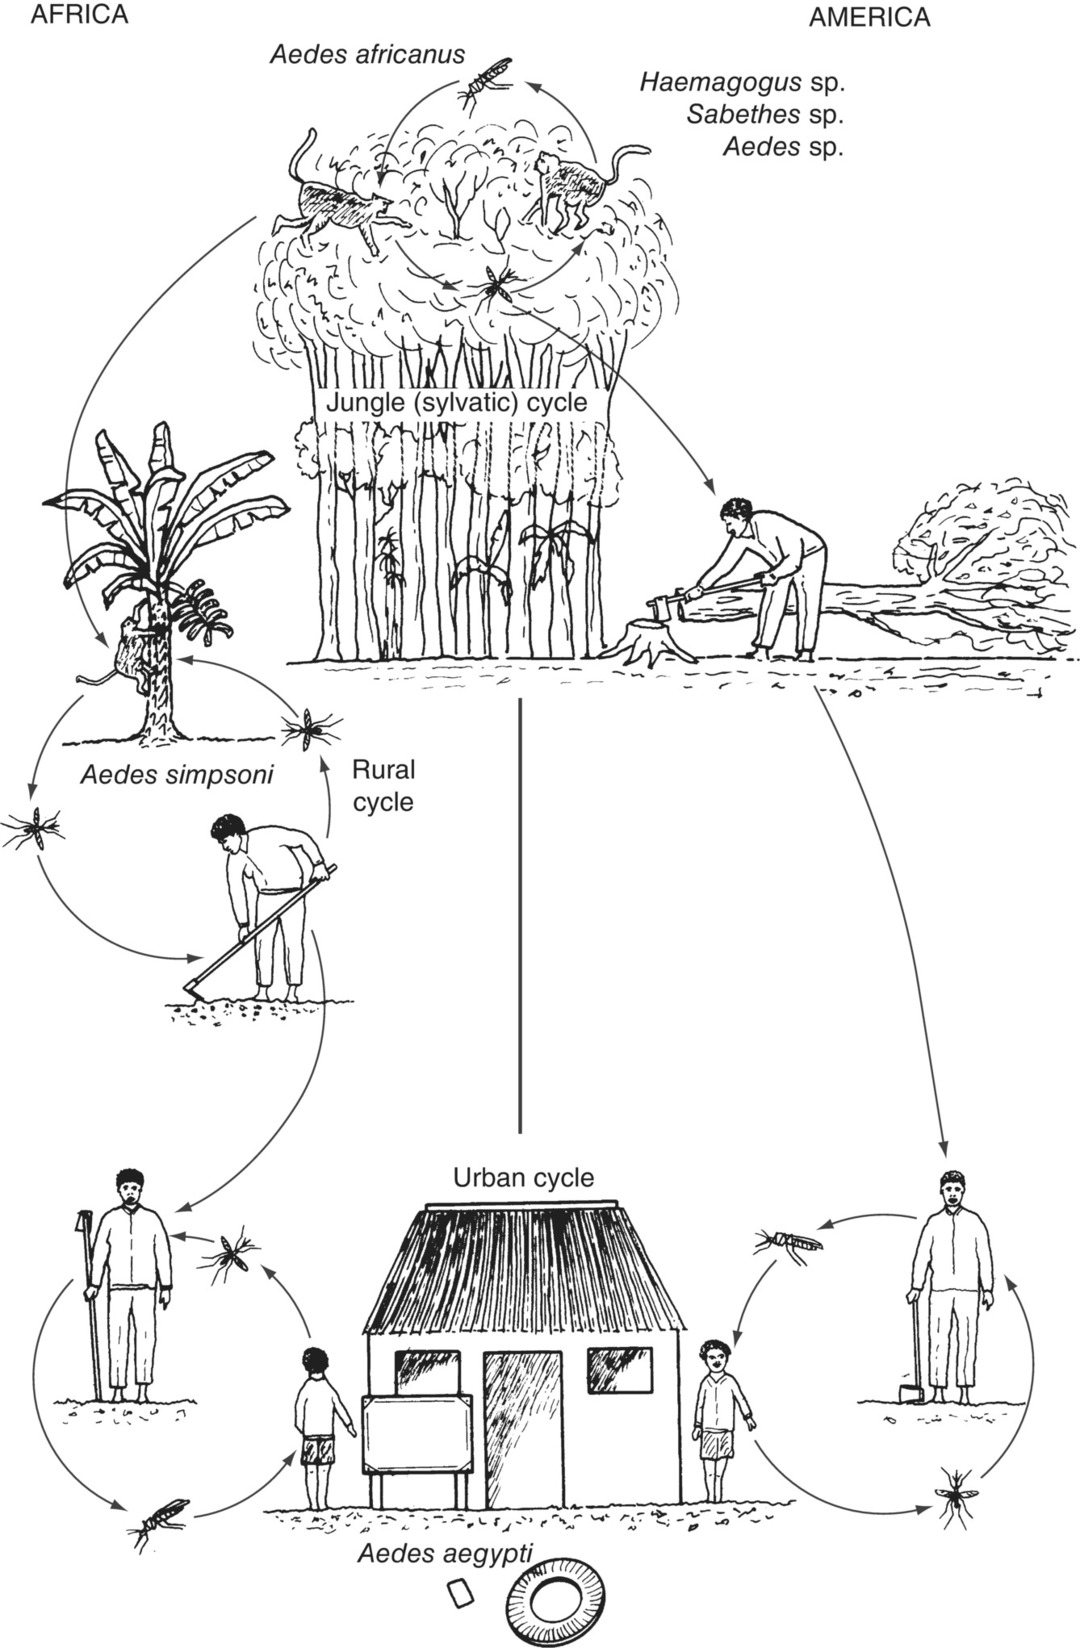 AFRICA
AMERICA
Aedes africanus
Haemagogus sp.
Sabethes sp.
Aedes sp.
Jungle (sylvatic) cycle
Aedes simpsoni
Rural
cycle
Urban cycle
Aedes aegypti